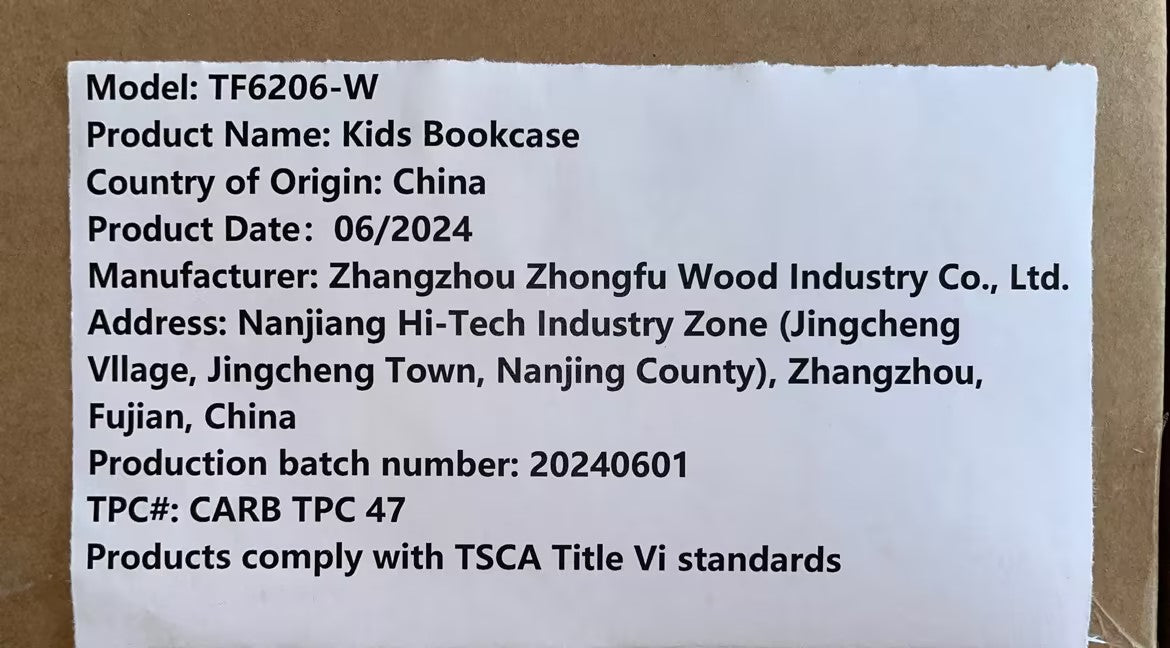 Model: TF6206-W
Product Name: Kids Bookcase
Country of Origin: China
Product Date： 06/2024
Manufacturer: Zhangzhou Zhongfu Wood Industry Co., Ltd.
Address: Nanjiang Hi-Tech Industry Zone (Jingcheng
Vllage, Jingcheng Town, Nanjing County), Zhangzhou,
Fujian, China
Production batch number: 20240601
TPC#: CARB TPC 47
Products comply with TSCA Title Vi standards